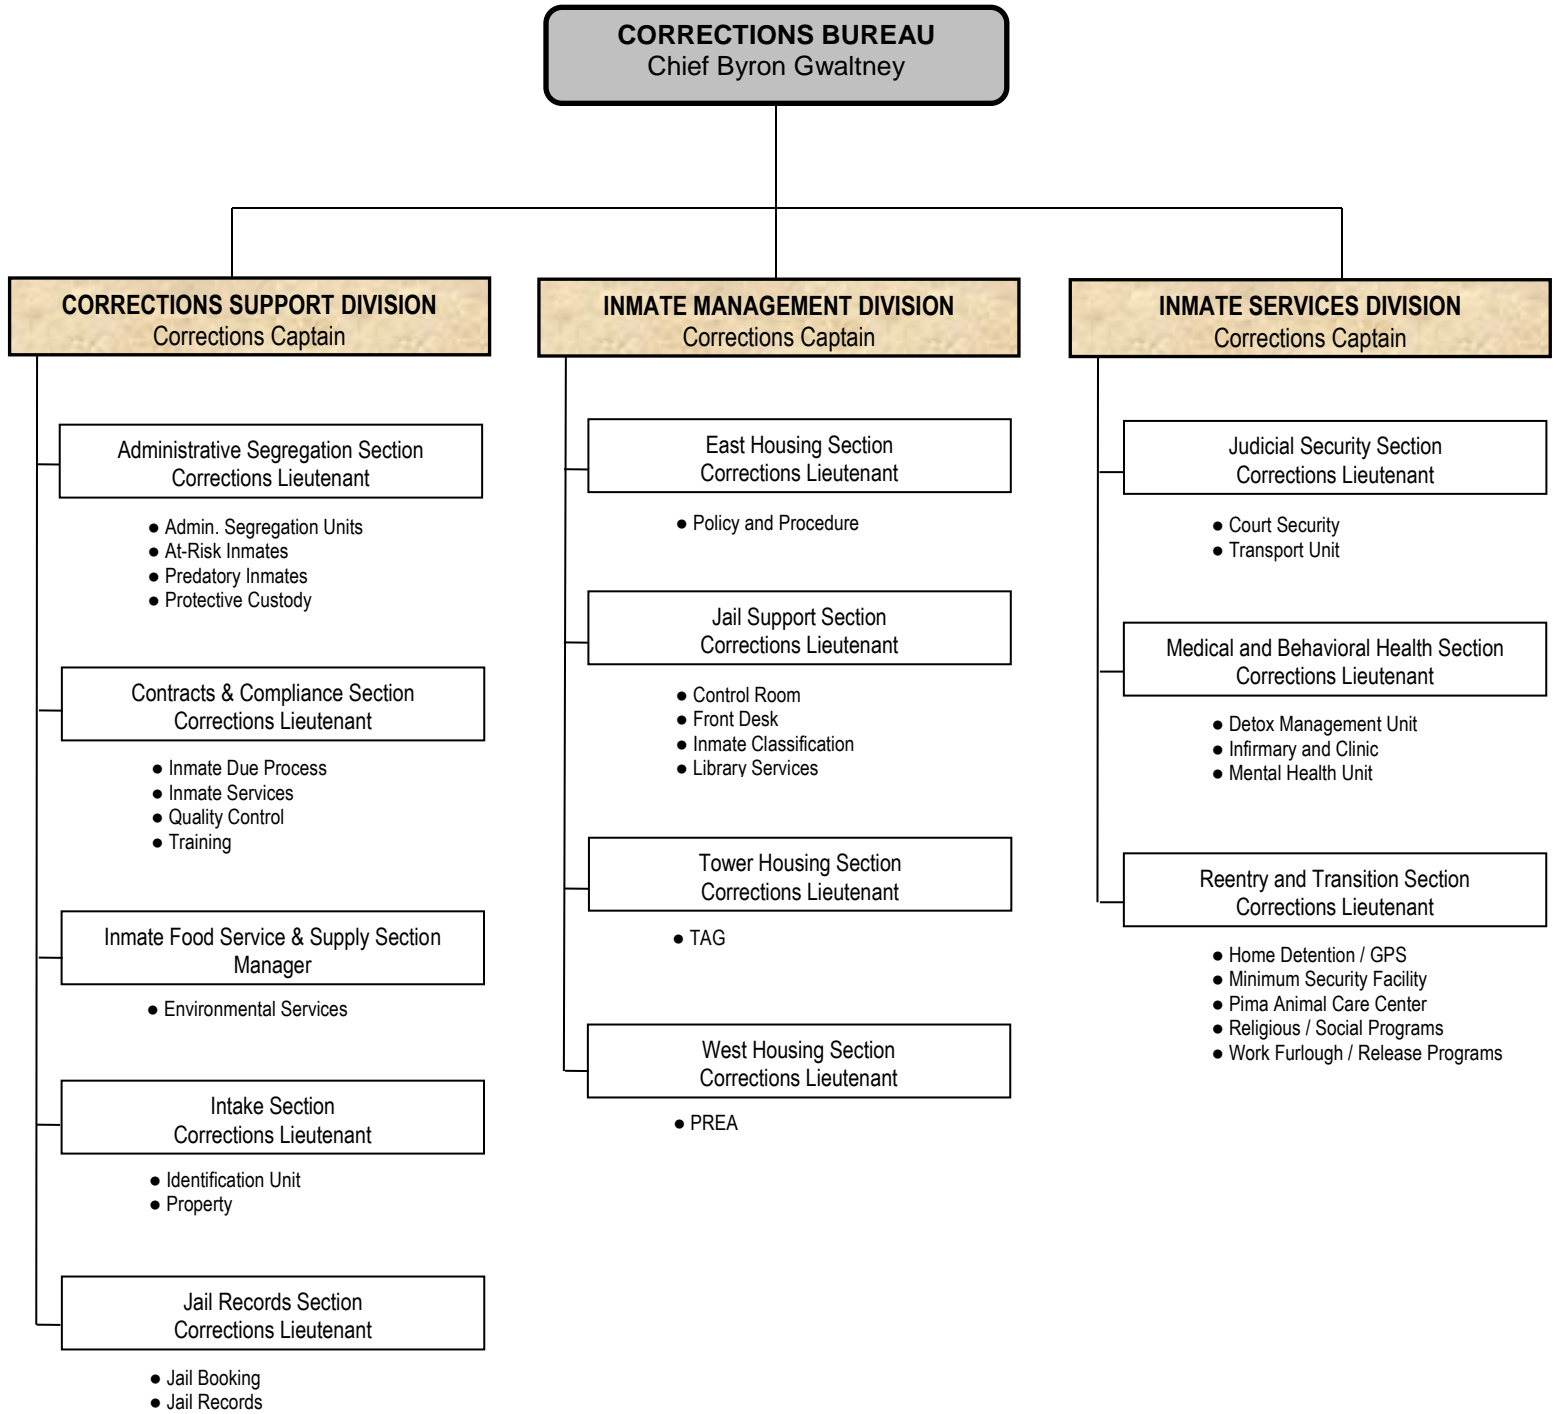 CORRECTIONS BUREAU
Chief Byron Gwaltney
CORRECTIONS SUPPORT DIVISION
Corrections Captain
Administrative Segregation Section
Corrections Lieutenant
● Admin. Segregation Units
● At-Risk Inmates
● Predatory Inmates
● Protective Custody
Contracts & Compliance Section
Corrections Lieutenant
● Inmate Due Process
● Inmate Services
● Quality Control
● Training
Inmate Food Service & Supply Section
Manager
● Environmental Services
Intake Section
Corrections Lieutenant
● Identification Unit
● Property
Jail Records Section
Corrections Lieutenant
● Jail Booking
● Jail Records
INMATE MANAGEMENT DIVISION
Corrections Captain
East Housing Section
Corrections Lieutenant
● Policy and Procedure
Jail Support Section
Corrections Lieutenant
● Control Room
● Front Desk
● Inmate Classification
● Library Services
Tower Housing Section
Corrections Lieutenant
● TAG
West Housing Section
Corrections Lieutenant
● PREA
INMATE SERVICES DIVISION
Corrections Captain
Judicial Security Section
Corrections Lieutenant
● Court Security
● Transport Unit
Medical and Behavioral Health Section
Corrections Lieutenant
● Detox Management Unit
● Infirmary and Clinic
● Mental Health Unit
Reentry and Transition Section
Corrections Lieutenant
● Home Detention / GPS
● Minimum Security Facility
● Pima Animal Care Center
● Religious / Social Programs
● Work Furlough / Release Programs